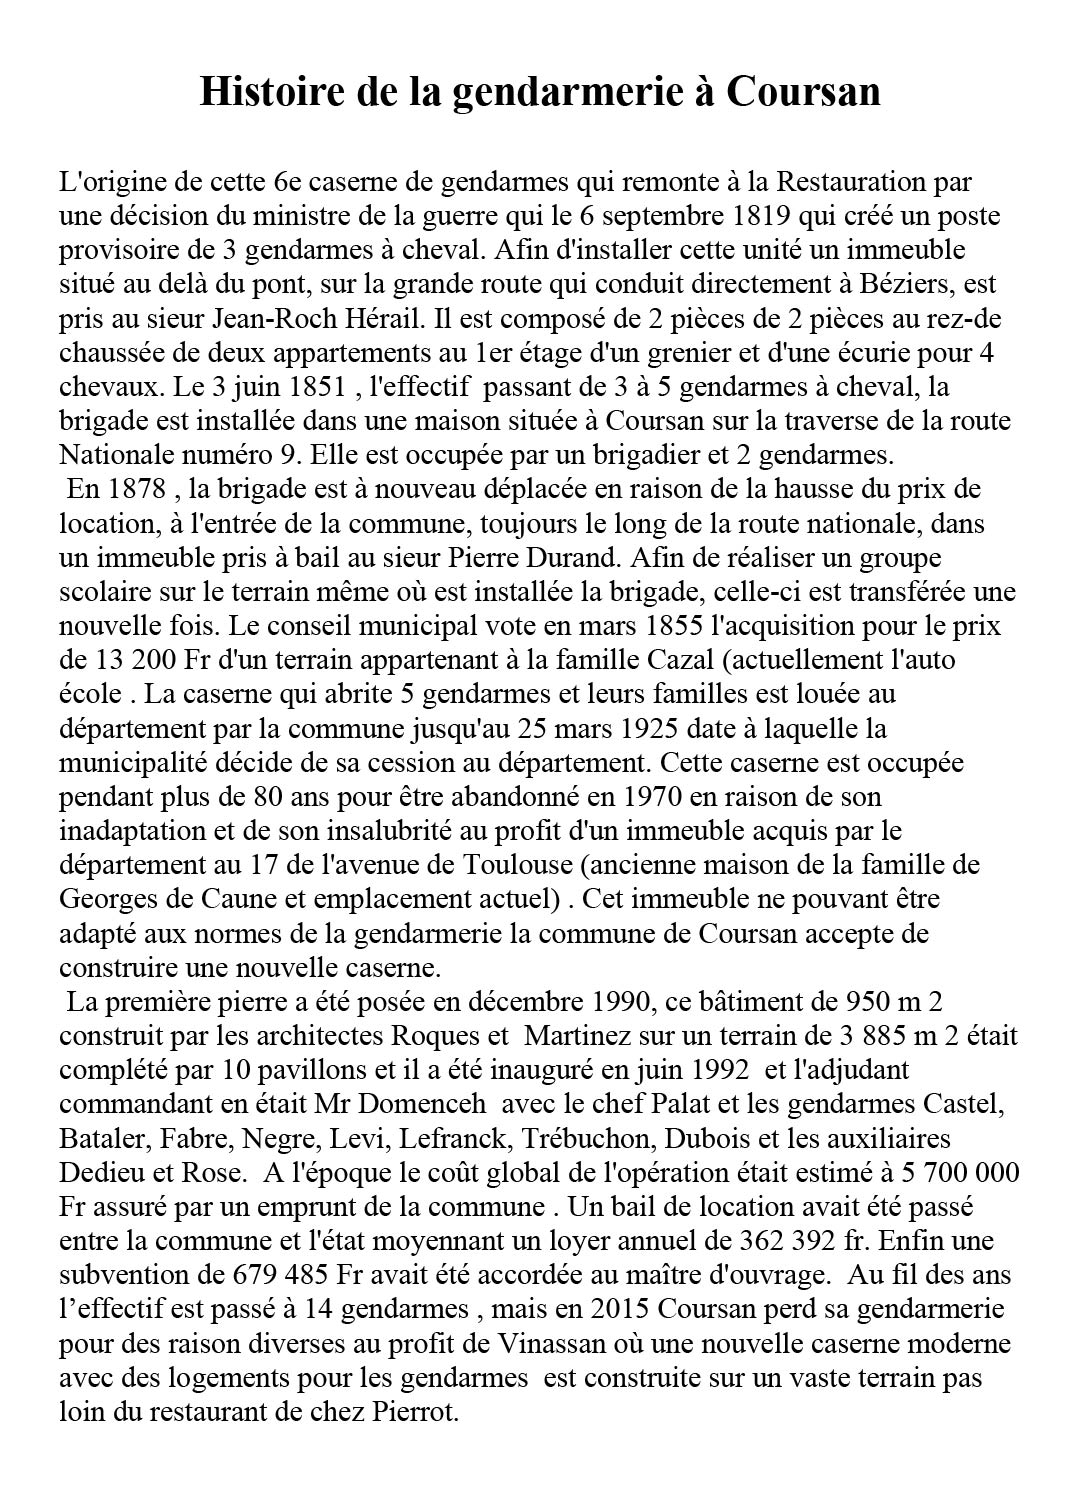 Histoire de la gendarmerie à Coursan
L'origine de cette 6e caserne de gendarmes qui remonte à la Restauration par
une décision du ministre de la guerre qui le 6 septembre 1819 qui créé un poste
provisoire de 3 gendarmes à cheval. Afin d'installer cette unité un immeuble
situé au delà du pont, sur la grande route qui conduit directement à Béziers, est
pris au sieur Jean-Roch Hérail. Il est composé de 2 pièces de 2 pièces au rez-de
chaussée de deux appartements au 1er étage d'un grenier et d'une écurie pour 4
chevaux. Le 3 juin 1851 , l'effectif  passant de 3 à 5 gendarmes à cheval, la
brigade est installée dans une maison située à Coursan sur la traverse de la route
Nationale numéro 9. Elle est occupée par un brigadier et 2 gendarmes.
En 1878 , la brigade est à nouveau déplacée en raison de la hausse du prix de
location, à l'entrée de la commune, toujours le long de la route nationale, dans
un immeuble pris à bail au sieur Pierre Durand. Afin de réaliser un groupe
scolaire sur le terrain même où est installée la brigade, celle-ci est transférée une
nouvelle fois. Le conseil municipal vote en mars 1855 l'acquisition pour le prix
de 13 200 Fr d'un terrain appartenant à la famille Cazal (actuellement l'auto
école . La caserne qui abrite 5 gendarmes et leurs familles est louée au
département par la commune jusqu'au 25 mars 1925 date à laquelle la
municipalité décide de sa cession au département. Cette caserne est occupée
pendant plus de 80 ans pour être abandonné en 1970 en raison de son
inadaptation et de son insalubrité au profit d'un immeuble acquis par le
département au 17 de l'avenue de Toulouse (ancienne maison de la famille de
Georges de Caune et emplacement actuel) . Cet immeuble ne pouvant être
adapté aux normes de la gendarmerie la commune de Coursan accepte de
construire une nouvelle caserne.
La première pierre a été posée en décembre 1990, ce bâtiment de 950 m 2
construit par les architectes Roques et  Martinez sur un terrain de 3 885 m 2 était
complété par 10 pavillons et il a été inauguré en juin 1992  et l'adjudant
commandant en était Mr Domenceh  avec le chef Palat et les gendarmes Castel,
Bataler, Fabre, Negre, Levi, Lefranck, Trébuchon, Dubois et les auxiliaires
Dedieu et Rose.  A l'époque le coût global de l'opération était estimé à 5 700 000
Fr assuré par un emprunt de la commune . Un bail de location avait été passé
entre la commune et l'état moyennant un loyer annuel de 362 392 fr. Enfin une
subvention de 679 485 Fr avait été accordée au maître d'ouvrage.  Au fil des ans
l’effectif est passé à 14 gendarmes , mais en 2015 Coursan perd sa gendarmerie
pour des raison diverses au profit de Vinassan où une nouvelle caserne moderne
avec des logements pour les gendarmes  est construite sur un vaste terrain pas
loin du restaurant de chez Pierrot.